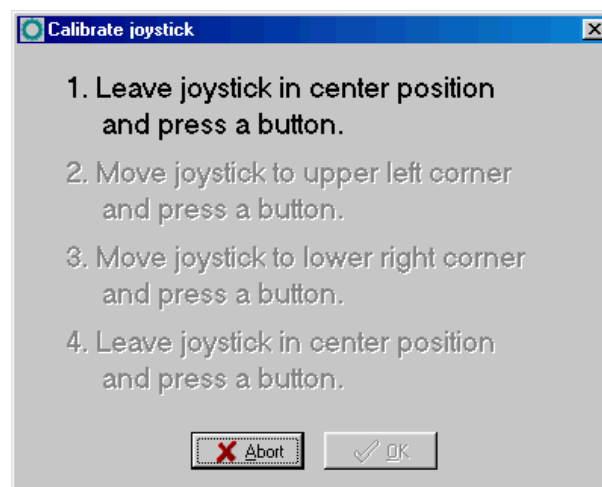 Calibrate joystick
1. Leave joystick in center position
and press a button.
2. Move joystick to upper left corner
and press a button.
3. Move joystick to lower right corner
and press a button.
4. Leave joystick in center position
and press a button.
Abort OK